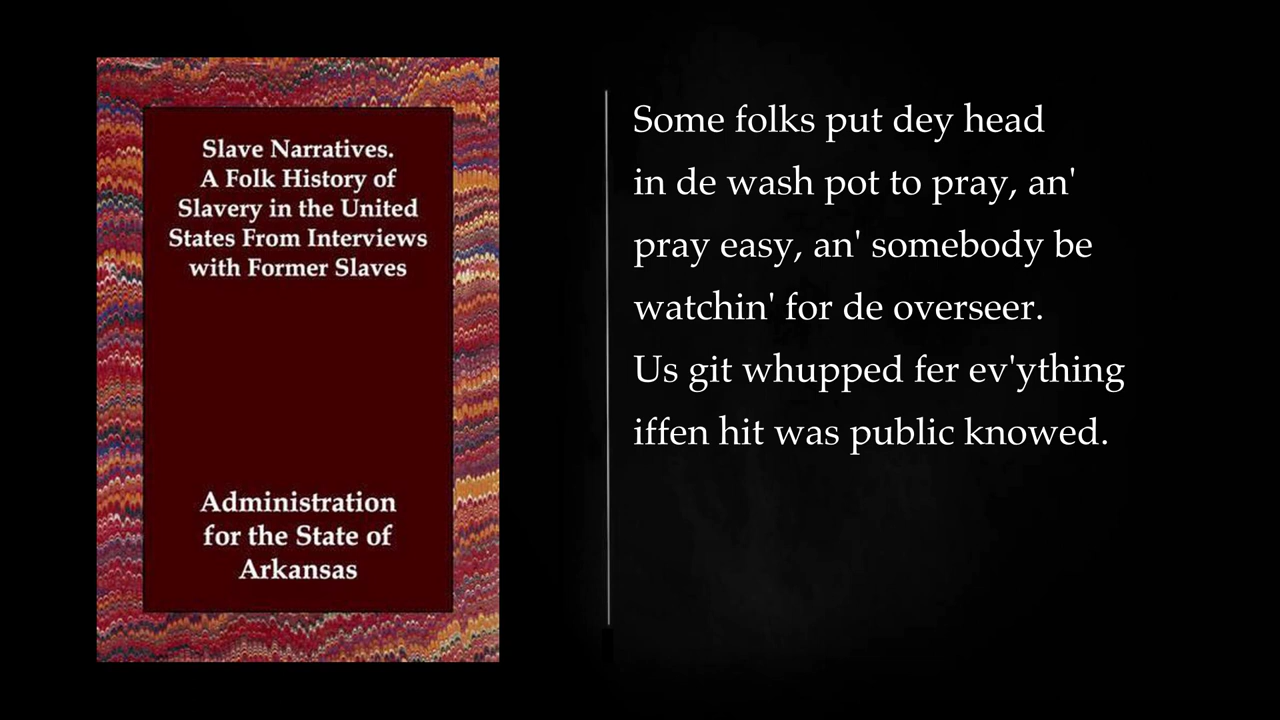 Slave Narratives.
A Folk History of
Slavery in the United
States From Interviews
with Former Slaves
Administration
for the State of
Arkansas
Some folks put dey head
in de wash pot to pray, an'
pray easy, an' somebody be
watchin' for de overseer.
Us git whupped fer ev'ything
iffen hit was public knowed.